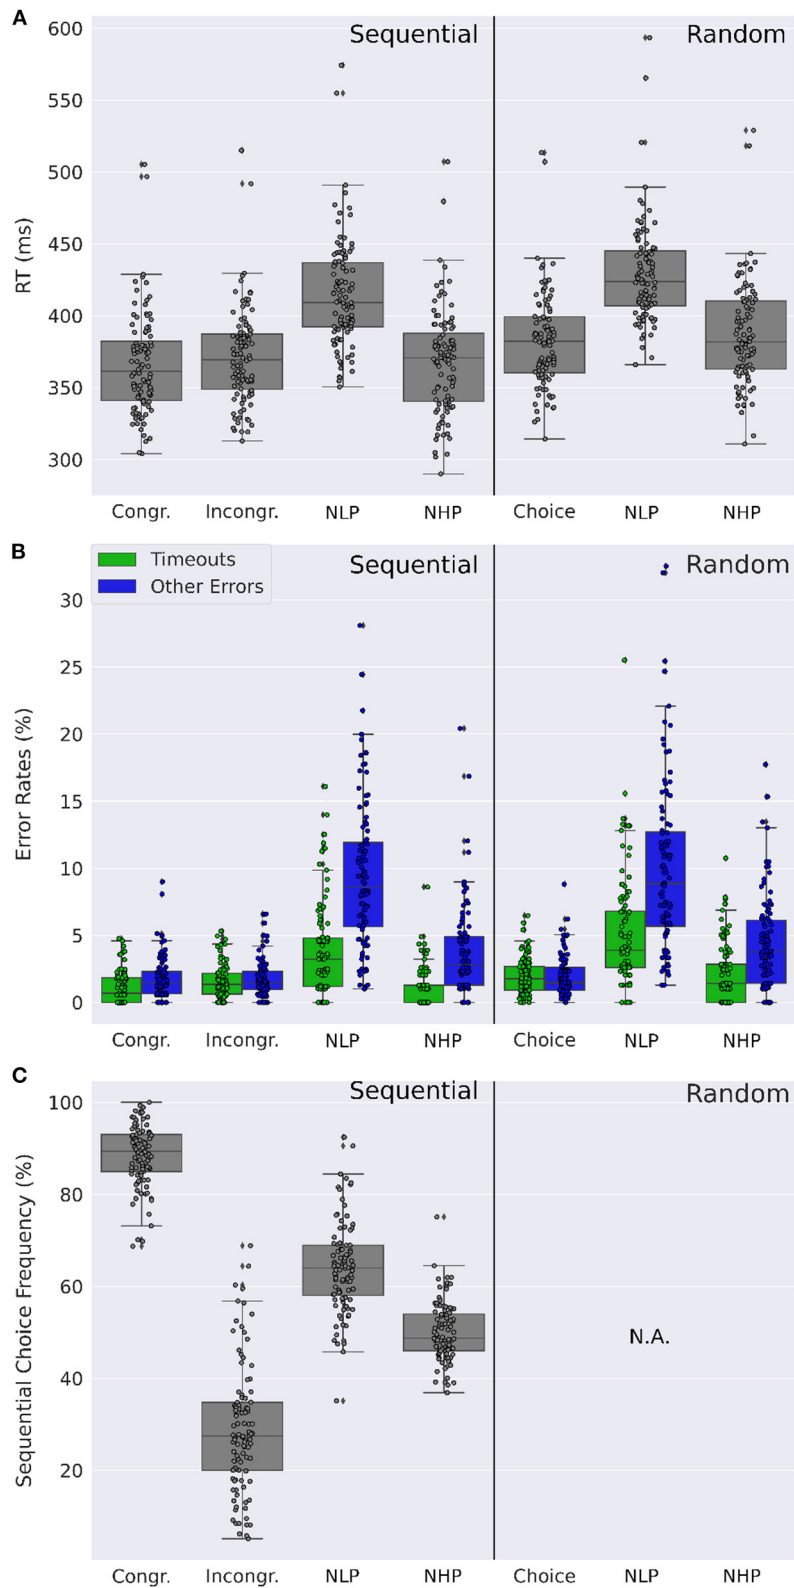 A
Sequential
Random
600
550
500
450
400
350
300
RT (ms)
Congr.
Incongr.
NLP
NHP
Choice
NLP
NHP
B
Timeouts
Other Errors
Sequential
Random
30
25
20
15
10
5
0
Error Rates (%)
Congr.
Incongr.
NLP
NHP
Choice
NLP
NHP
C
Sequential
Random
100
80
60
40
20
Sequential Choice Frequency (%)
N.A.
Congr.
Incongr.
NLP
NHP
Choice
NLP
NHP